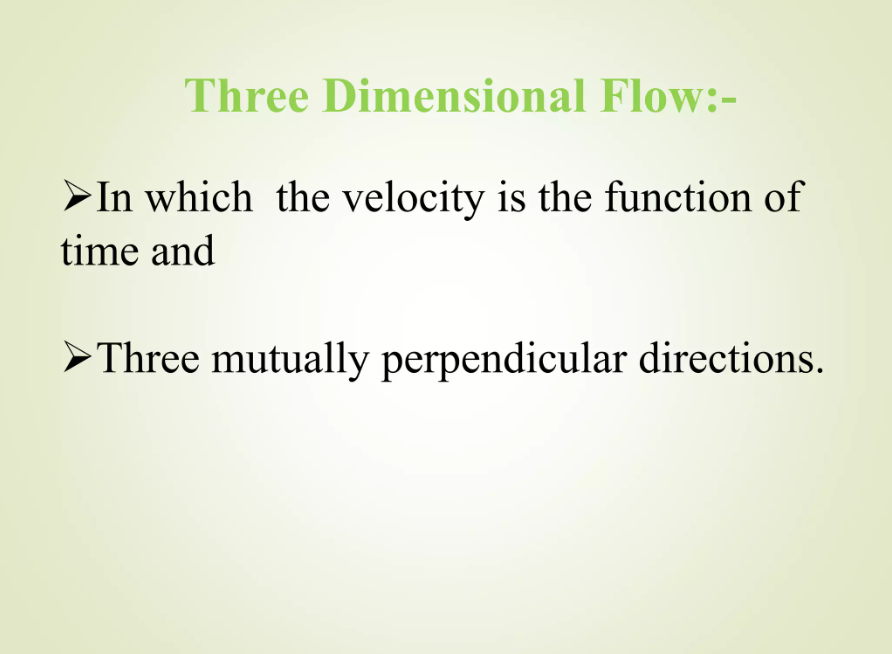 Three Dimensional Flow:-
➢In which  the velocity is the function of
time and
➢Three mutually perpendicular directions.